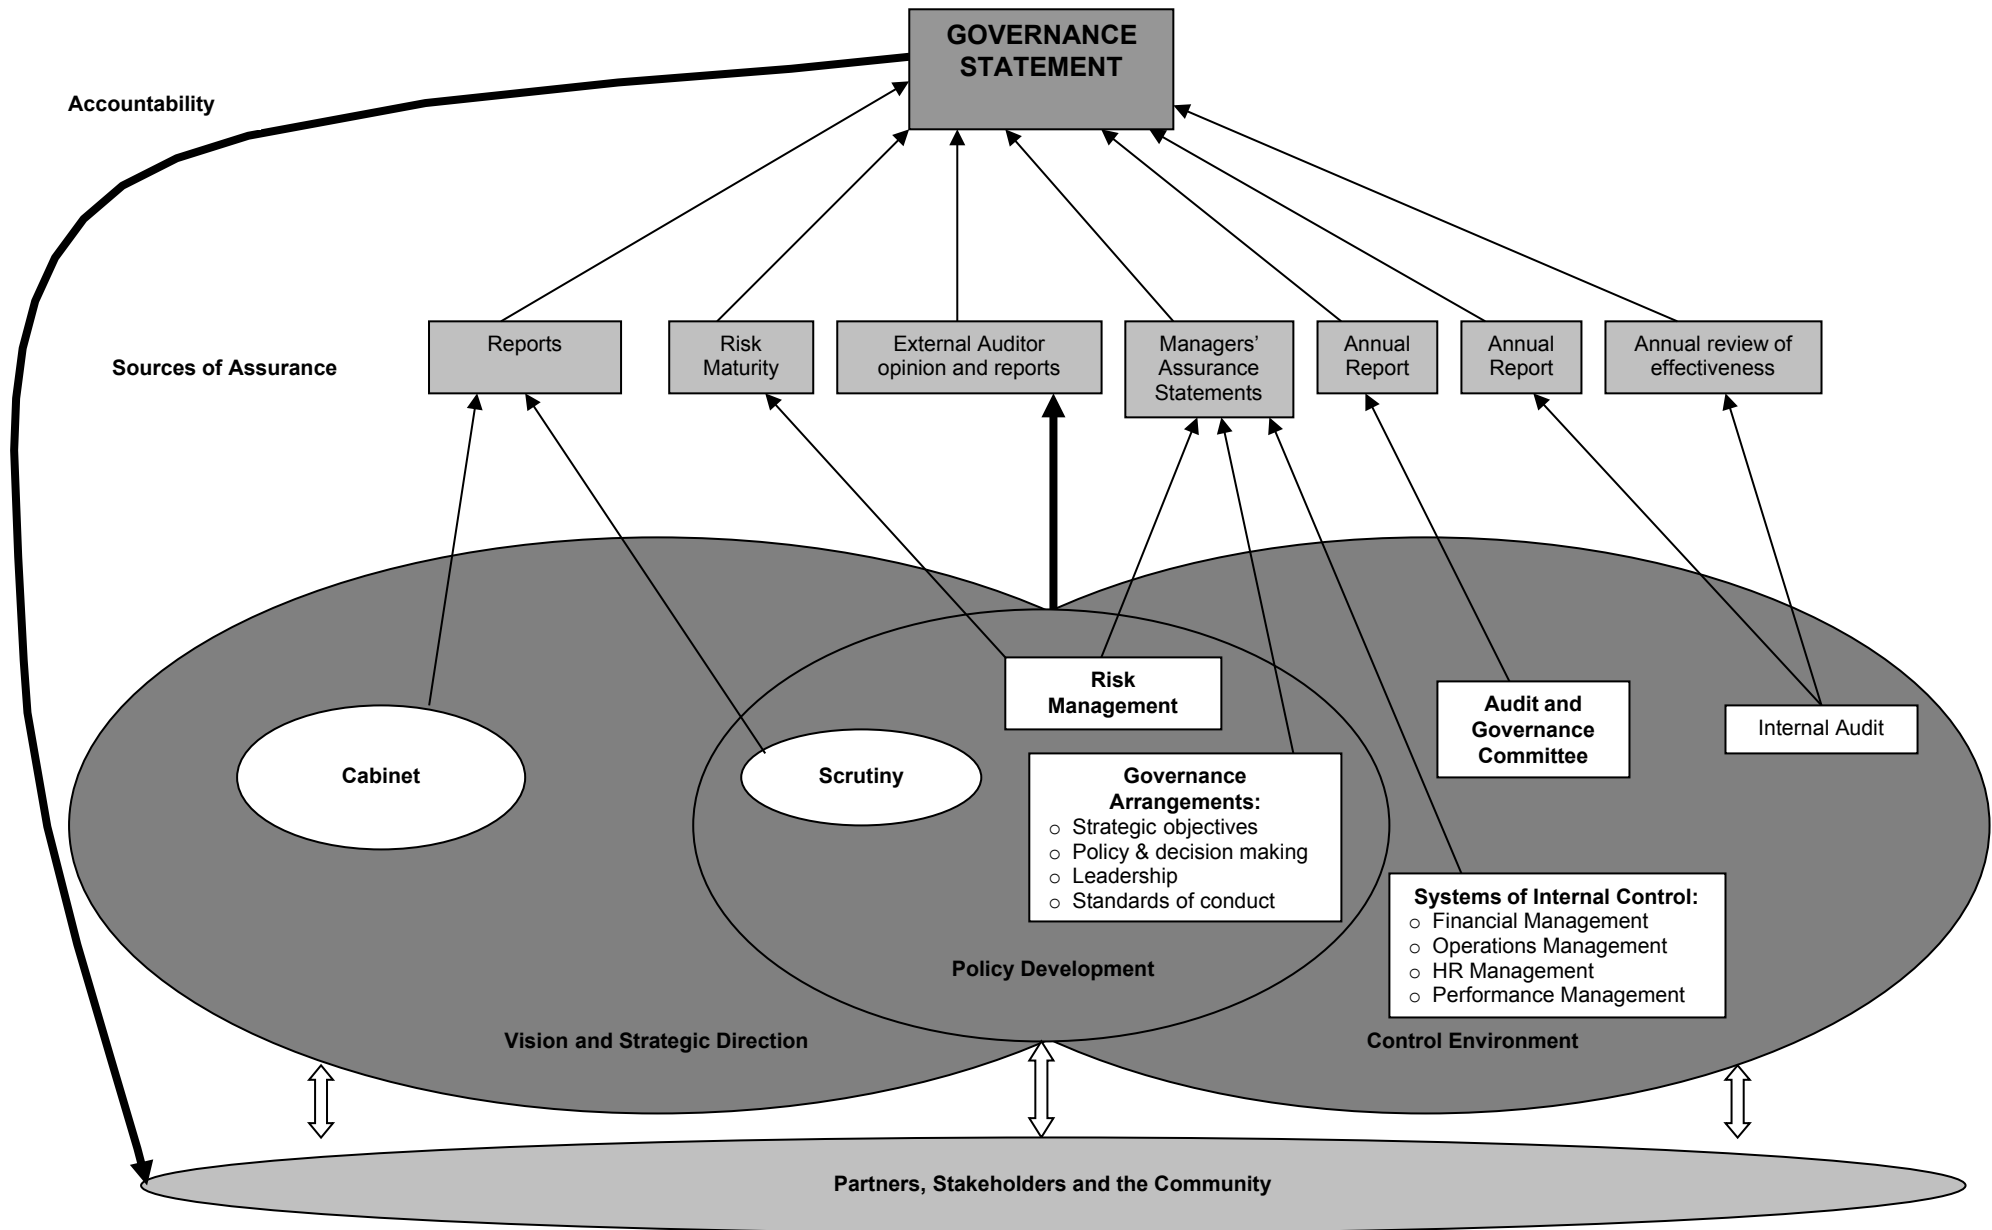 GOVERNANCE
STATEMENT
Accountability
Sources of Assurance
Reports
Risk
Maturity
External Auditor
opinion and reports
Managers’
Assurance
Statements
Annual
Report
Annual
Report
Annual review of
effectiveness
Cabinet
Scrutiny
Risk
Management
Governance
Arrangements:
○ Strategic objectives
○ Policy & decision making
○ Leadership
○ Standards of conduct
Audit and
Governance
Committee
Internal Audit
Systems of Internal Control:
○ Financial Management
○ Operations Management
○ HR Management
○ Performance Management
Policy Development
Vision and Strategic Direction
Control Environment
Partners, Stakeholders and the Community